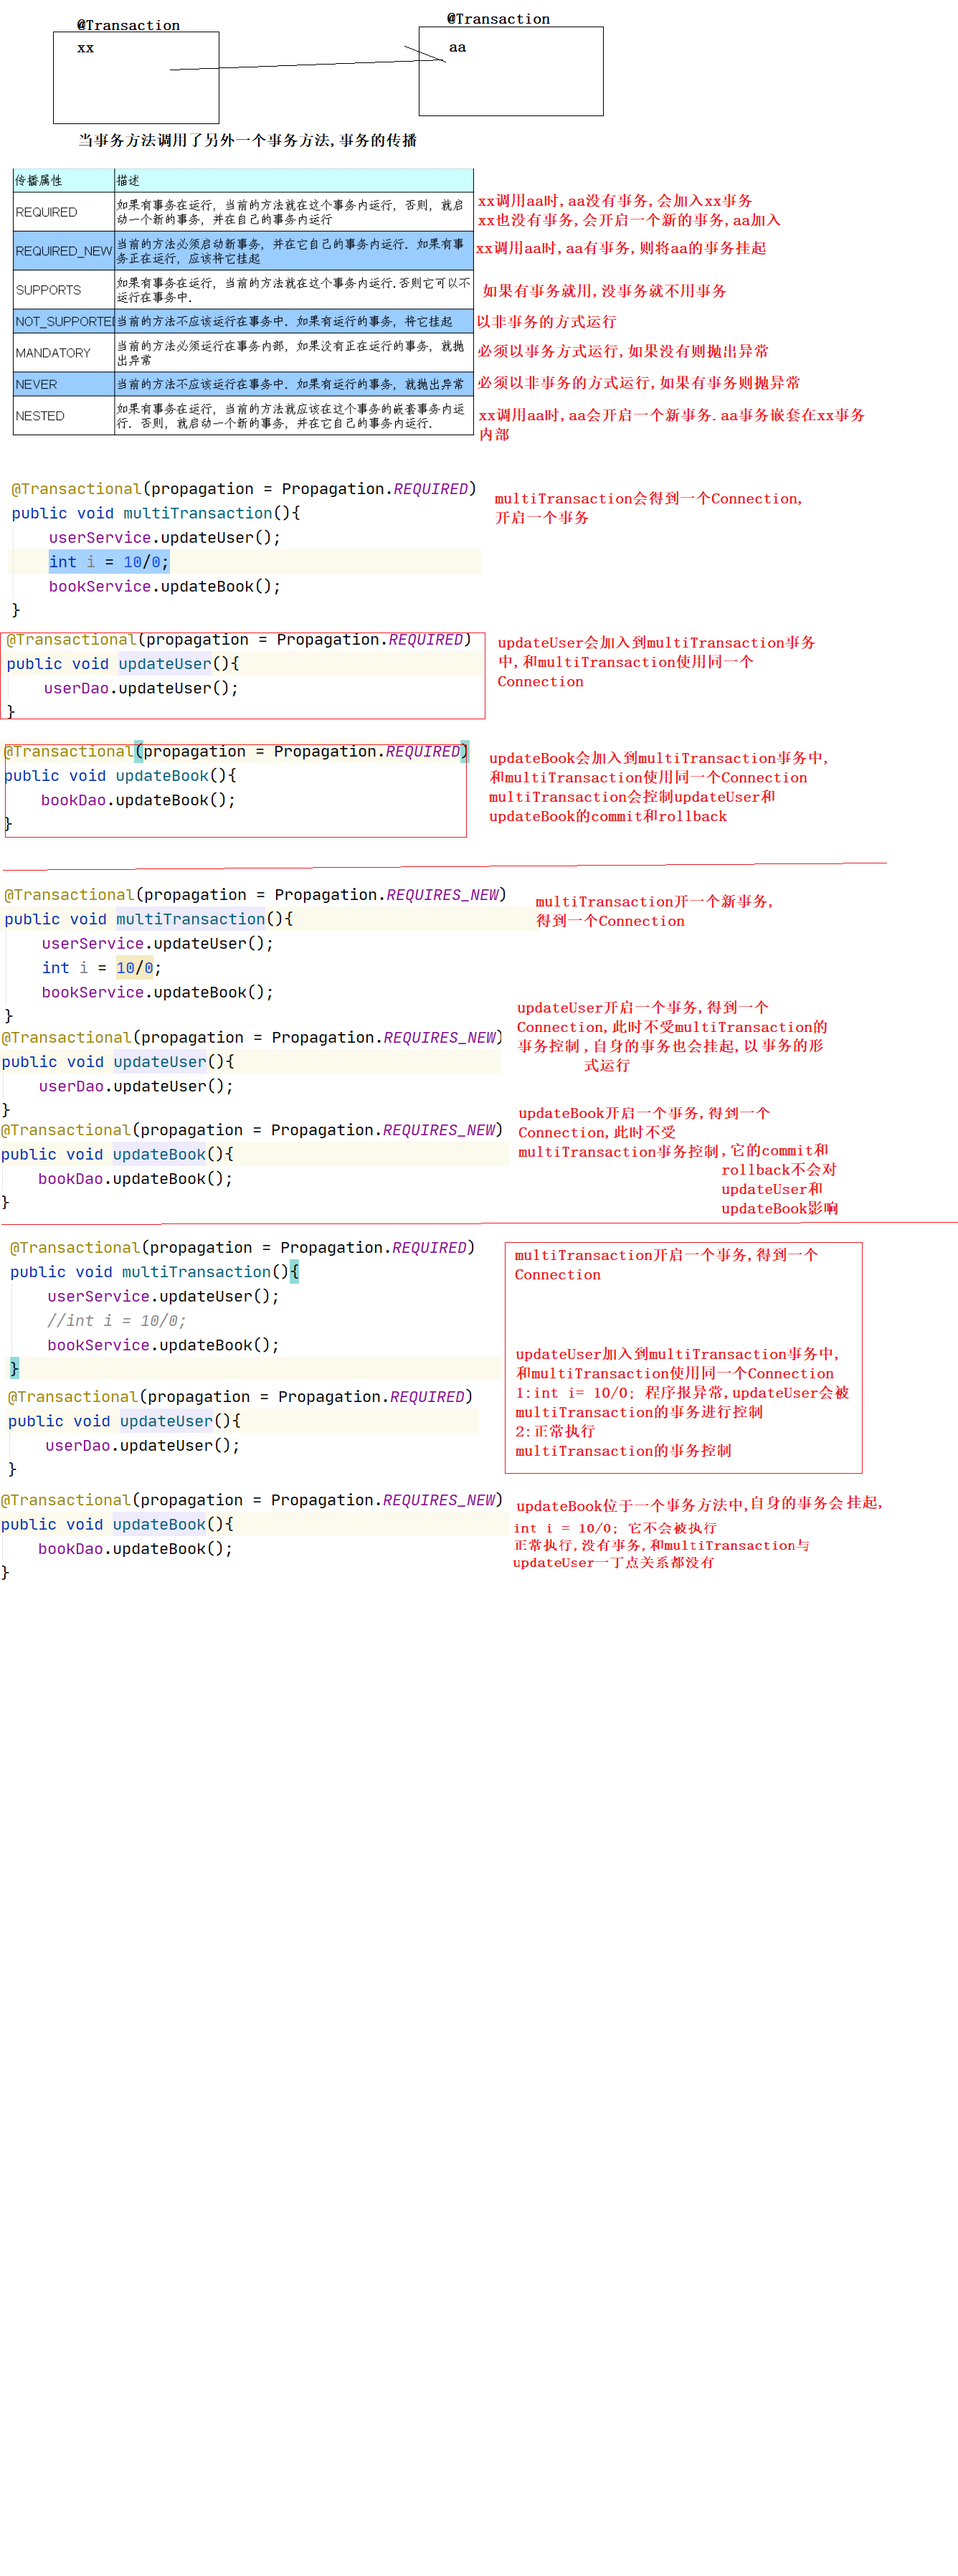 @Transaction
@Transaction
xx
aa
当事务方法调用了另外一个事务方法,事务的传播
传播属性 描述
REQUIRED
如果有事务在运行，当前的方法就在这个事务内运行，否则，就启
动一个新的事务，并在自己的事务内运行
xx调用aa时,aa没有事务,会加入xx事务
xx也没有事务,会开启一个新的事务,aa加入
REQUIRED_NEW
当前的方法必须启动新事务，并在它自己的事务内运行．如果有事
务正在运行，应该将它挂起
xx调用aa时,aa有事务,则将aa的事务挂起
SUPPORTS
如果有事务在运行，当前的方法就在这个事务内运行.否则它可以不
运行在事务中.
如果有事务就用,没事务就不用事务
NOT_SUPPORTE
当前的方法不应该运行在事务中．如果有运行的事务，将它挂起
以非事务的方式运行
MANDATORY
当前的方法必须运行在事务内部，如果没有正在运行的事务，就抛
出异常
必须以事务方式运行,如果没有则抛出异常
NEVER
当前的方法不应该运行在事务中．如果有运行的事务，就抛出异常
必须以非事务的方式运行,如果有事务则抛异常
NESTED
如果有事务在运行，当前的方法就应该在这个事务的嵌套事务内运
行．否则，就启动一个新的事务，并在它自己的事务内运行.
xx调用aa时,aa会开启一个新事务.aa事务嵌套在xx事务
内部
@Transactional(propagation = Propagation.REQUIRED)
public void multiTransaction(){
userService.updateUser();
int i = 10/0;
bookService.updateBook();
}
multiTransaction会得到一个Connection,
开启一个事务
@Transactional(propagation = Propagation.REQUIRED)
public void updateUser(){
userDao.updateUser();
}
updateUser会加入到multiTransaction事务
中,和multiTransaction使用同一个
Connection
@Transactional(propagation = Propagation.REQUIRED)
public void updateBook(){
bookDao.updateBook();
}
updateBook会加入到multiTransaction事务中,
和multiTransaction使用同一个Connection
multiTransaction会控制updateUser和
updateBook的commit和rollback
@Transactional(propagation = Propagation.REQUIRES_NEW)
public void multiTransaction(){
userService.updateUser();
int i = 10/0;
bookService.updateBook();
}
multiTransaction开一个新事务,
得到一个Connection
@Transactional(propagation = Propagation.REQUIRES_NEW)
public void updateUser(){
userDao.updateUser();
}
updateUser开启一个事务,得到一个
Connection,此时不受multiTransaction的
事务控制,自身的事务也会挂起,以事务的形
式运行
@Transactional(propagation = Propagation.REQUIRES_NEW)
public void updateBook(){
bookDao.updateBook();
}
updateBook开启一个事务,得到一个
Connection,此时不受
multiTransaction事务控制,它的commit和
rollback不会对
updateUser和
updateBook影响
@Transactional(propagation = Propagation.REQUIRED)
public void multiTransaction(){
userService.updateUser();
//int i = 10/0;
bookService.updateBook();
}
multiTransaction开启一个事务,得到一个
Connection
@Transactional(propagation = Propagation.REQUIRED)
public void updateUser(){
userDao.updateUser();
}
updateUser加入到multiTransaction事务中,
和multiTransaction使用同一个Connection
1:int i= 10/0; 程序报异常,updateUser会被
multiTransaction的事务进行控制
2:正常执行
multiTransaction的事务控制
@Transactional(propagation = Propagation.REQUIRES_NEW)
public void updateBook(){
bookDao.updateBook();
}
updateBook位于一个事务方法中,自身的事务会挂起,
int i = 10/0; 它不会被执行
正常执行,没有事务,和multiTransaction与
updateUser一丁点关系都没有